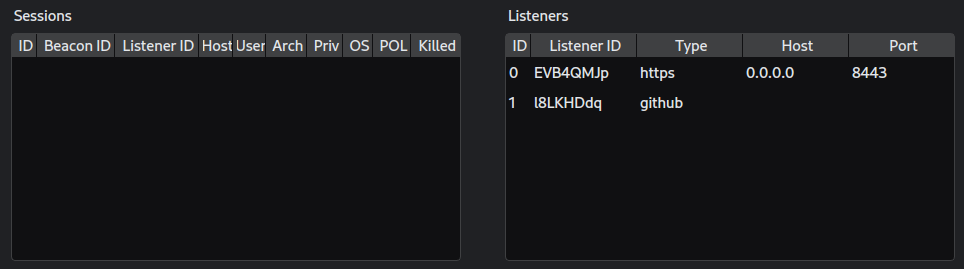 Sessions
ID Beacon ID Listener ID Host User Arch Priv OS POL Killed
Listeners
ID Listener ID Type Host Port
0 EVB4QMJp https 0.0.0.0 8443
1 l8LKHDdq github